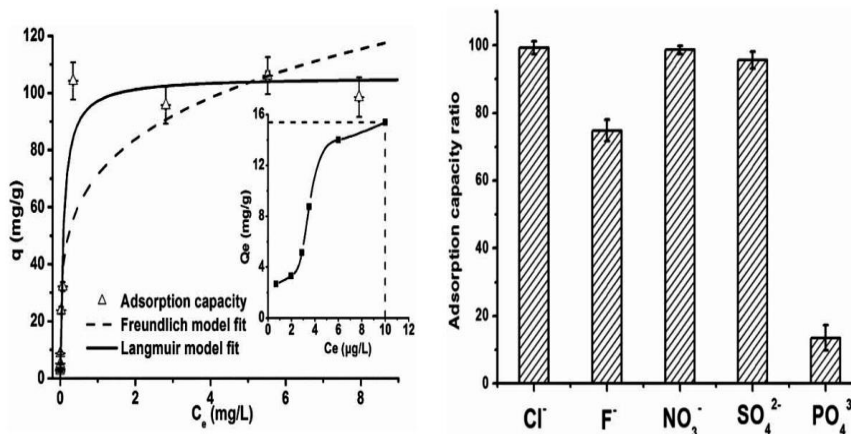 120
100
80
60
40
20
0
q (mg/g)
0
2
4
6
8
C_e (mg/L)
Adsorption capacity
Freundlich model fit
Langmuir model fit
16
12
8
4
0
Qe (mg/g)
0
2
4
6
8
10
12
Ce (µg/L)
100
80
60
40
20
0
Adsorption capacity ratio
Cl⁻
F⁻
NO₃⁻
SO₄²⁻
PO₄³